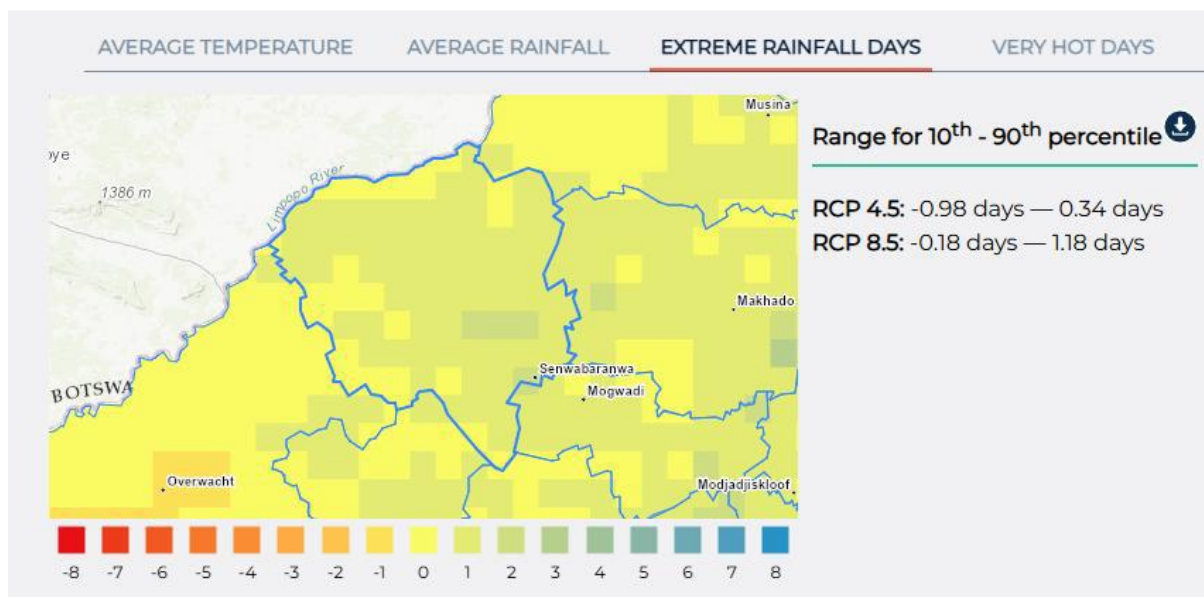 AVERAGE TEMPERATURE AVERAGE RAINFALL EXTREME RAINFALL DAYS VERY HOT DAYS
Musina
Range for 10th - 90th percentile
ye
1386 m
Limpopo River
RCP 4.5: -0.98 days — 0.34 days
RCP 8.5: -0.18 days — 1.18 days
Makhado
Senwabaranwa
BOTSWA
Mogwadi
Overwacht
Modjadjiskloof
-8 -7 -6 -5 -4 -3 -2 -1 0 1 2 3 4 5 6 7 8